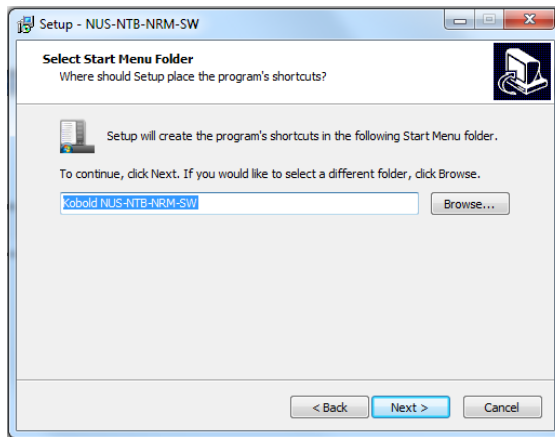 Setup - NUS-NTB-NRM-SW
Select Start Menu Folder
Where should Setup place the program's shortcuts?
Setup will create the program's shortcuts in the following Start Menu folder.
To continue, click Next. If you would like to select a different folder, click Browse.
Kobold NUS-NTB-NRM-SW
Browse...
< Back
Next >
Cancel